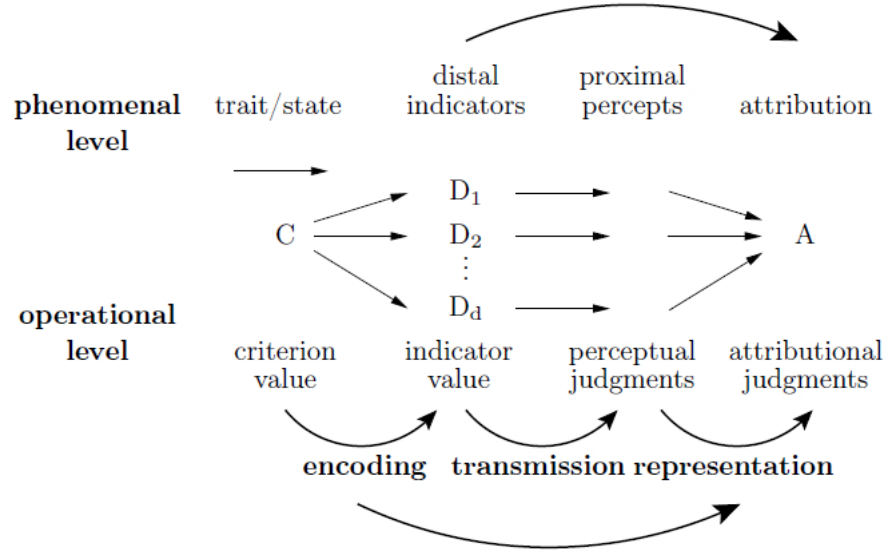 distal proximal
phenomenal trait/state indicators percepts attribution
level
D₁
C D₂ A
⋮
D_d
operational
level criterion indicator perceptual attributional
value value judgments judgments
encoding transmission representation